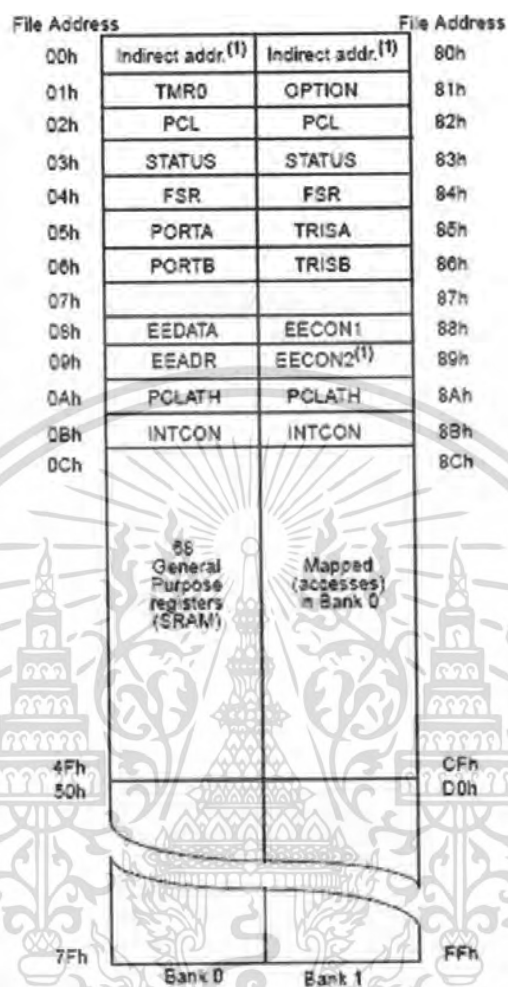 File Address File Address
00h Indirect addr.(1) Indirect addr.(1) 80h
01h TMR0 OPTION 81h
02h PCL PCL 82h
03h STATUS STATUS 83h
04h FSR FSR 84h
05h PORTA TRISA 85h
06h PORTB TRISB 86h
07h 87h
08h EEDATA EECON1 88h
09h EEADR EECON2(1) 89h
0Ah PCLATH PCLATH 8Ah
0Bh INTCON INTCON 8Bh
0Ch 8Ch
68
General
Purpose
registers
(SRAM)
Mapped
(accesses)
in Bank 0
4Fh CFh
50h D0h
7Fh FFh
Bank 0 Bank 1